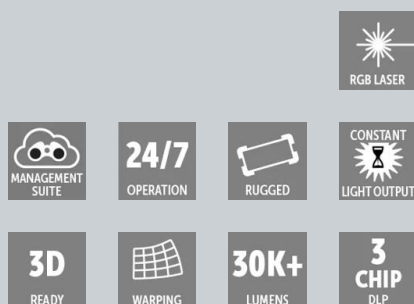 RGB LASER
MANAGEMENT
SUITE
24/7
OPERATION
RUGGED
CONSTANT
LIGHT OUTPUT
3D
READY
WARPING
30K+
LUMENS
3
CHIP
DLP